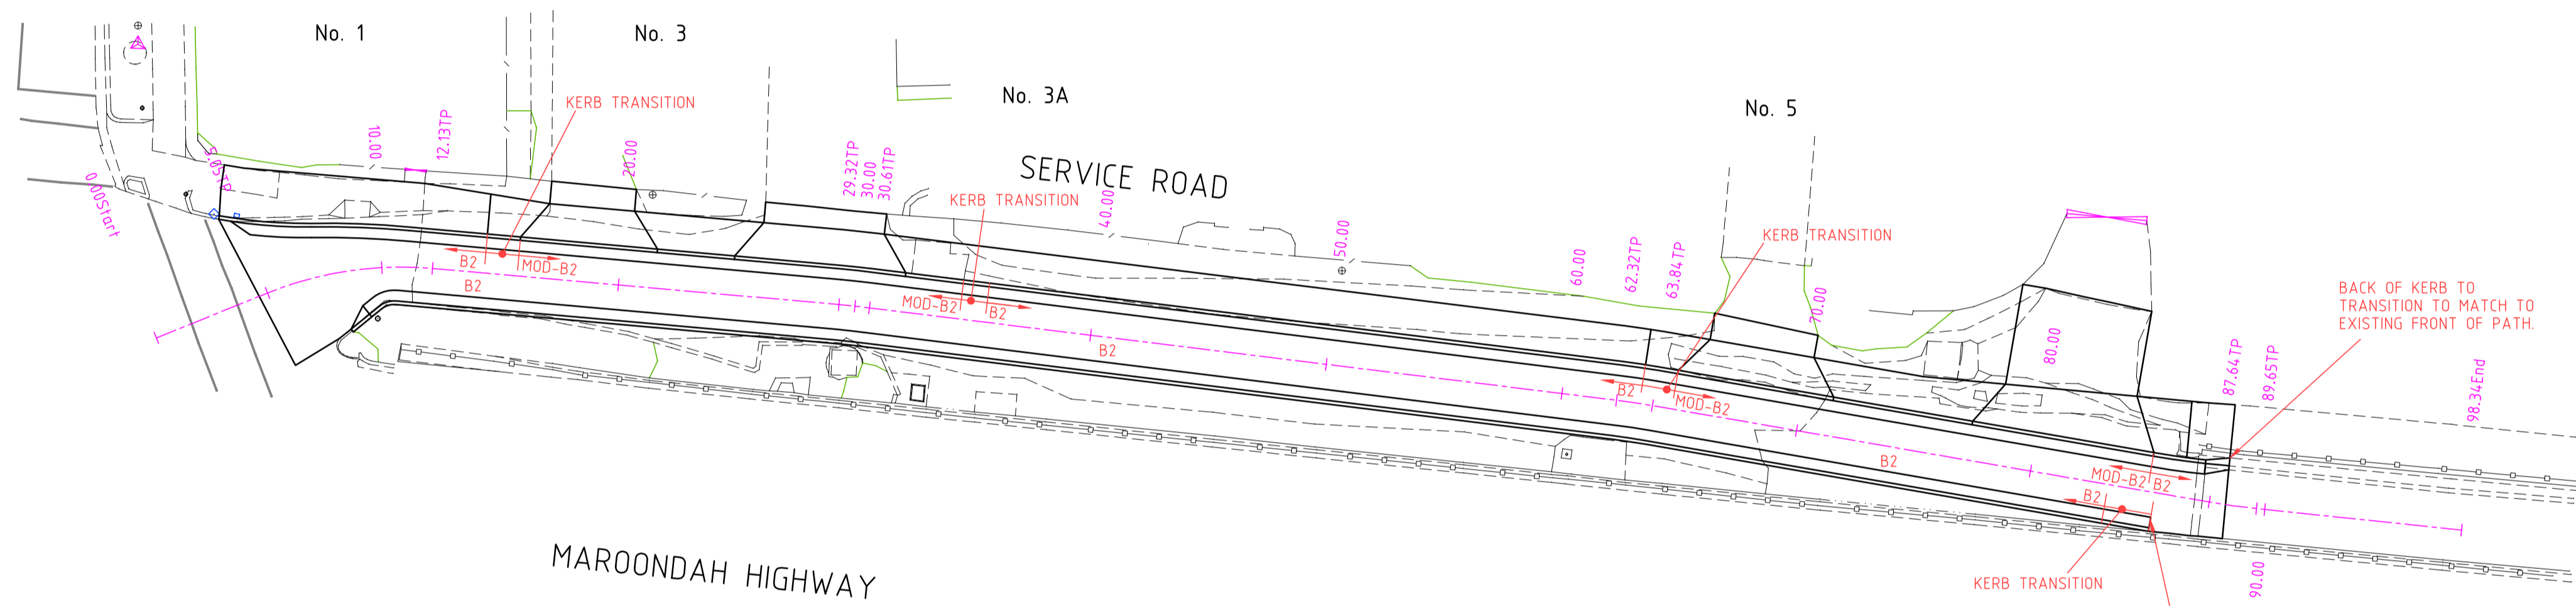 No. 1
No. 3
No. 3A
No. 5
KERB TRANSITION
10.00
12.13TP
5.05TP
0.00Start
20.00
29.32TP
30.00
30.61TP
SERVICE ROAD
KERB TRANSITION
40.00
50.00
60.00
62.32TP
63.84TP
KERB TRANSITION
70.00
80.00
BACK OF KERB TO
TRANSITION TO MATCH TO
EXISTING FRONT OF PATH.
87.64TP
89.65TP
98.34End
B2
MOD-B2
B2
MOD-B2
B2
B2
B2
MOD-B2
B2
MOD-B2
B2
B2
KERB TRANSITION
90.00
MAROONDAH HIGHWAY